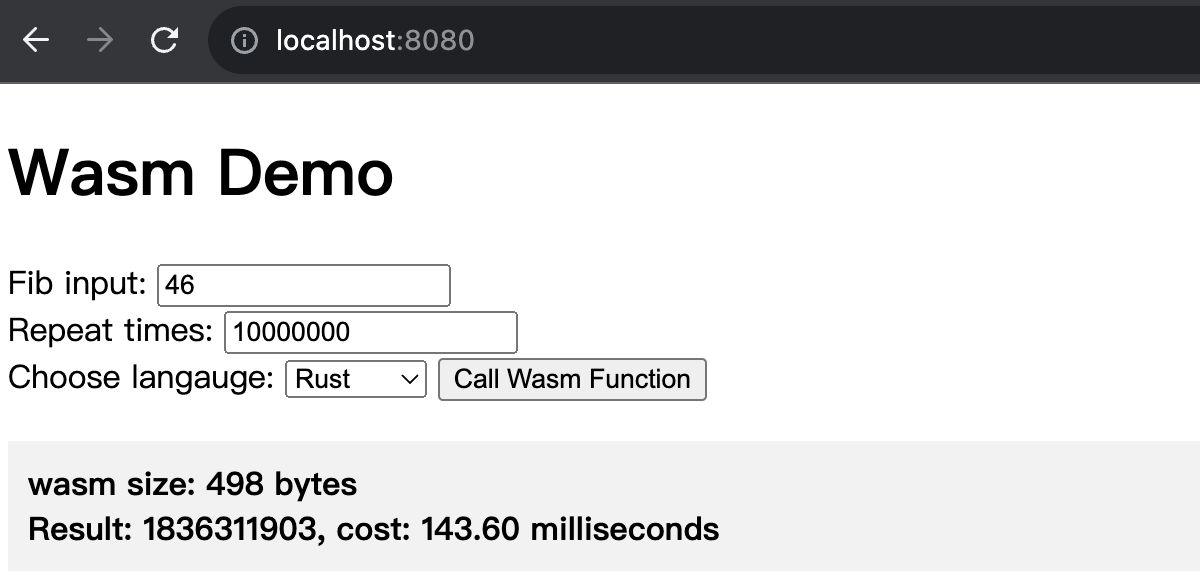 localhost:8080
Wasm Demo
Fib input: 46
Repeat times: 10000000
Choose langauge: Rust Call Wasm Function
wasm size: 498 bytes
Result: 1836311903, cost: 143.60 milliseconds